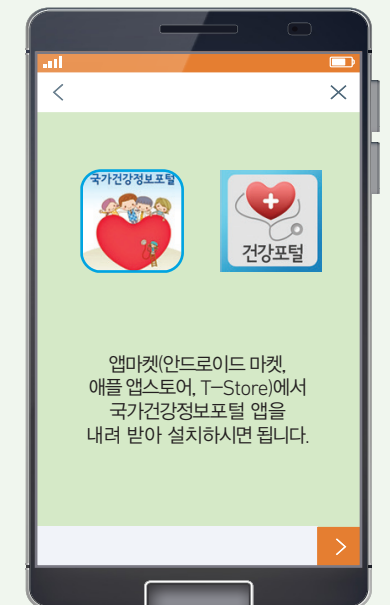 국가건강정보포털
건강포털
앱마켓(안드로이드 마켓,
애플 앱스토어, T-Store)에서
국가건강정보포털 앱을
내려 받아 설치하시면 됩니다.